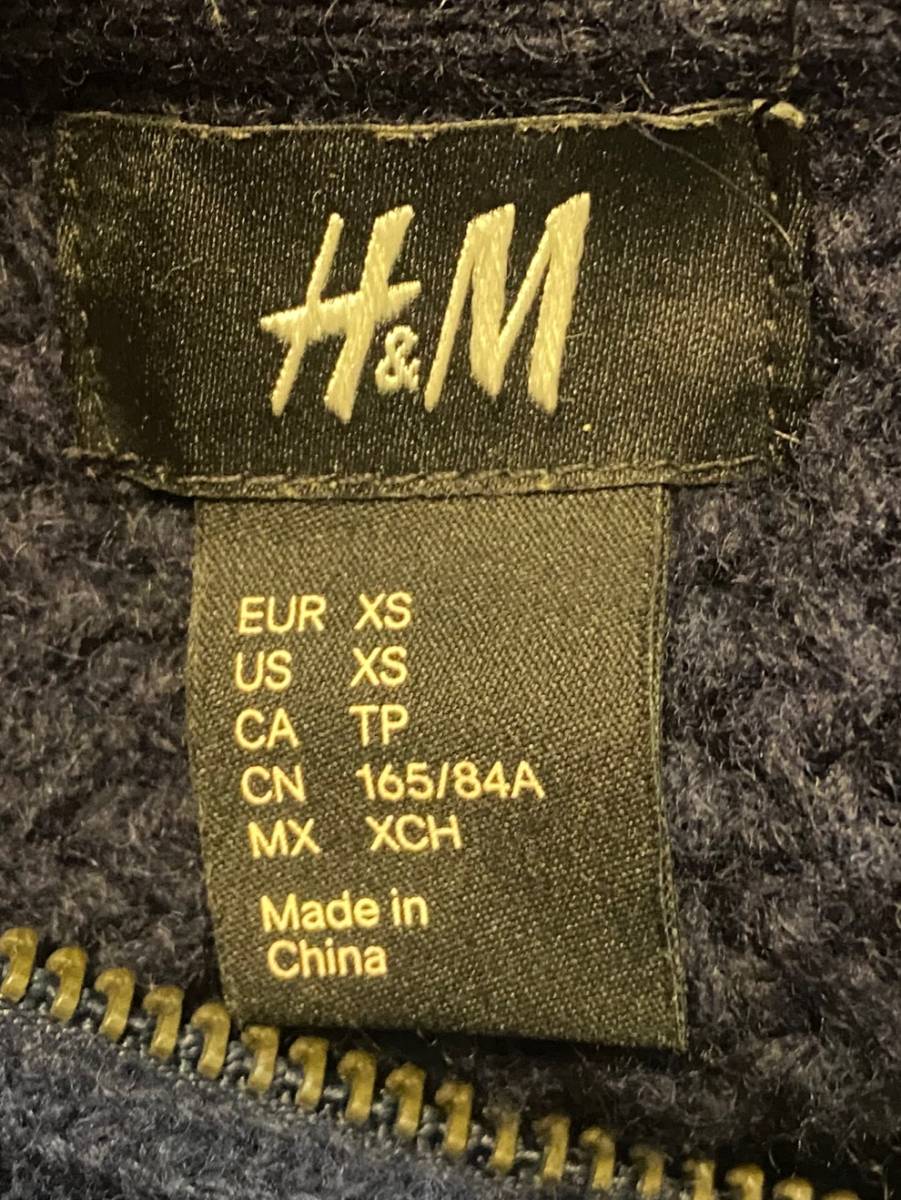 H&M
EUR XS
US XS
CA TP
CN 165/84A
MX XCH
Made in
China